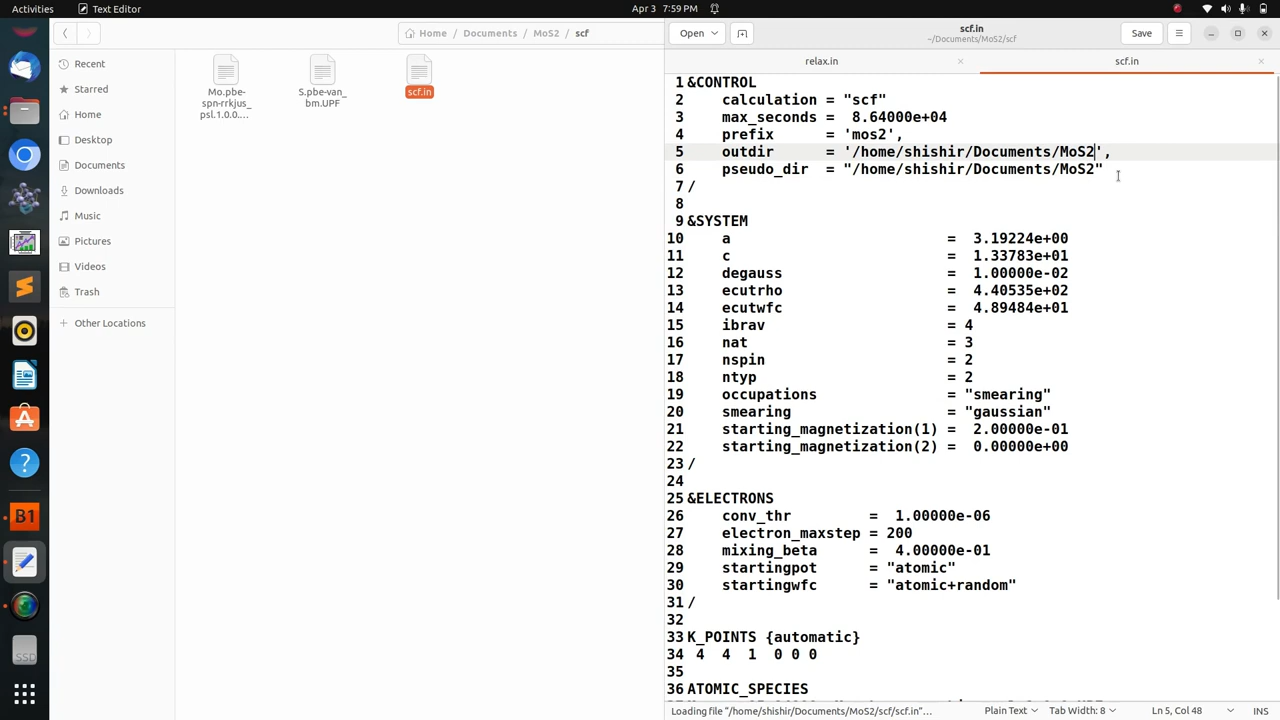 Activities Text Editor Apr 3 7:59 PM
Home / Documents / MoS2 / scf
Open scf.in Save
~/Documents/MoS2/scf
relax.in scf.in
Recent
Starred
Home
Desktop
Documents
Downloads
Music
Pictures
Videos
Trash
Other Locations
Mo.pbe-
spn-rrkjus_
psl.1.0.0.…
S.pbe-van_
bm.UPF
scf.in
1 &CONTROL
2 calculation = "scf"
3 max_seconds = 8.64000e+04
4 prefix = 'mos2',
5 outdir = '/home/shishir/Documents/MoS2',
6 pseudo_dir = "/home/shishir/Documents/MoS2"
7 /
8
9 &SYSTEM
10 a = 3.19224e+00
11 c = 1.33783e+01
12 degauss = 1.00000e-02
13 ecutrho = 4.40535e+02
14 ecutwfc = 4.89484e+01
15 ibrav = 4
16 nat = 3
17 nspin = 2
18 ntyp = 2
19 occupations = "smearing"
20 smearing = "gaussian"
21 starting_magnetization(1) = 2.00000e-01
22 starting_magnetization(2) = 0.00000e+00
23 /
24
25 &ELECTRONS
26 conv_thr = 1.00000e-06
27 electron_maxstep = 200
28 mixing_beta = 4.00000e-01
29 startingpot = "atomic"
30 startingwfc = "atomic+random"
31 /
32
33 K_POINTS {automatic}
34 4 4 1 0 0 0
35
36 ATOMIC_SPECIES
Loading file "/home/shishir/Documents/MoS2/scf/scf.in"… Plain Text Tab Width: 8 Ln 5, Col 48 INS
B1
SSD